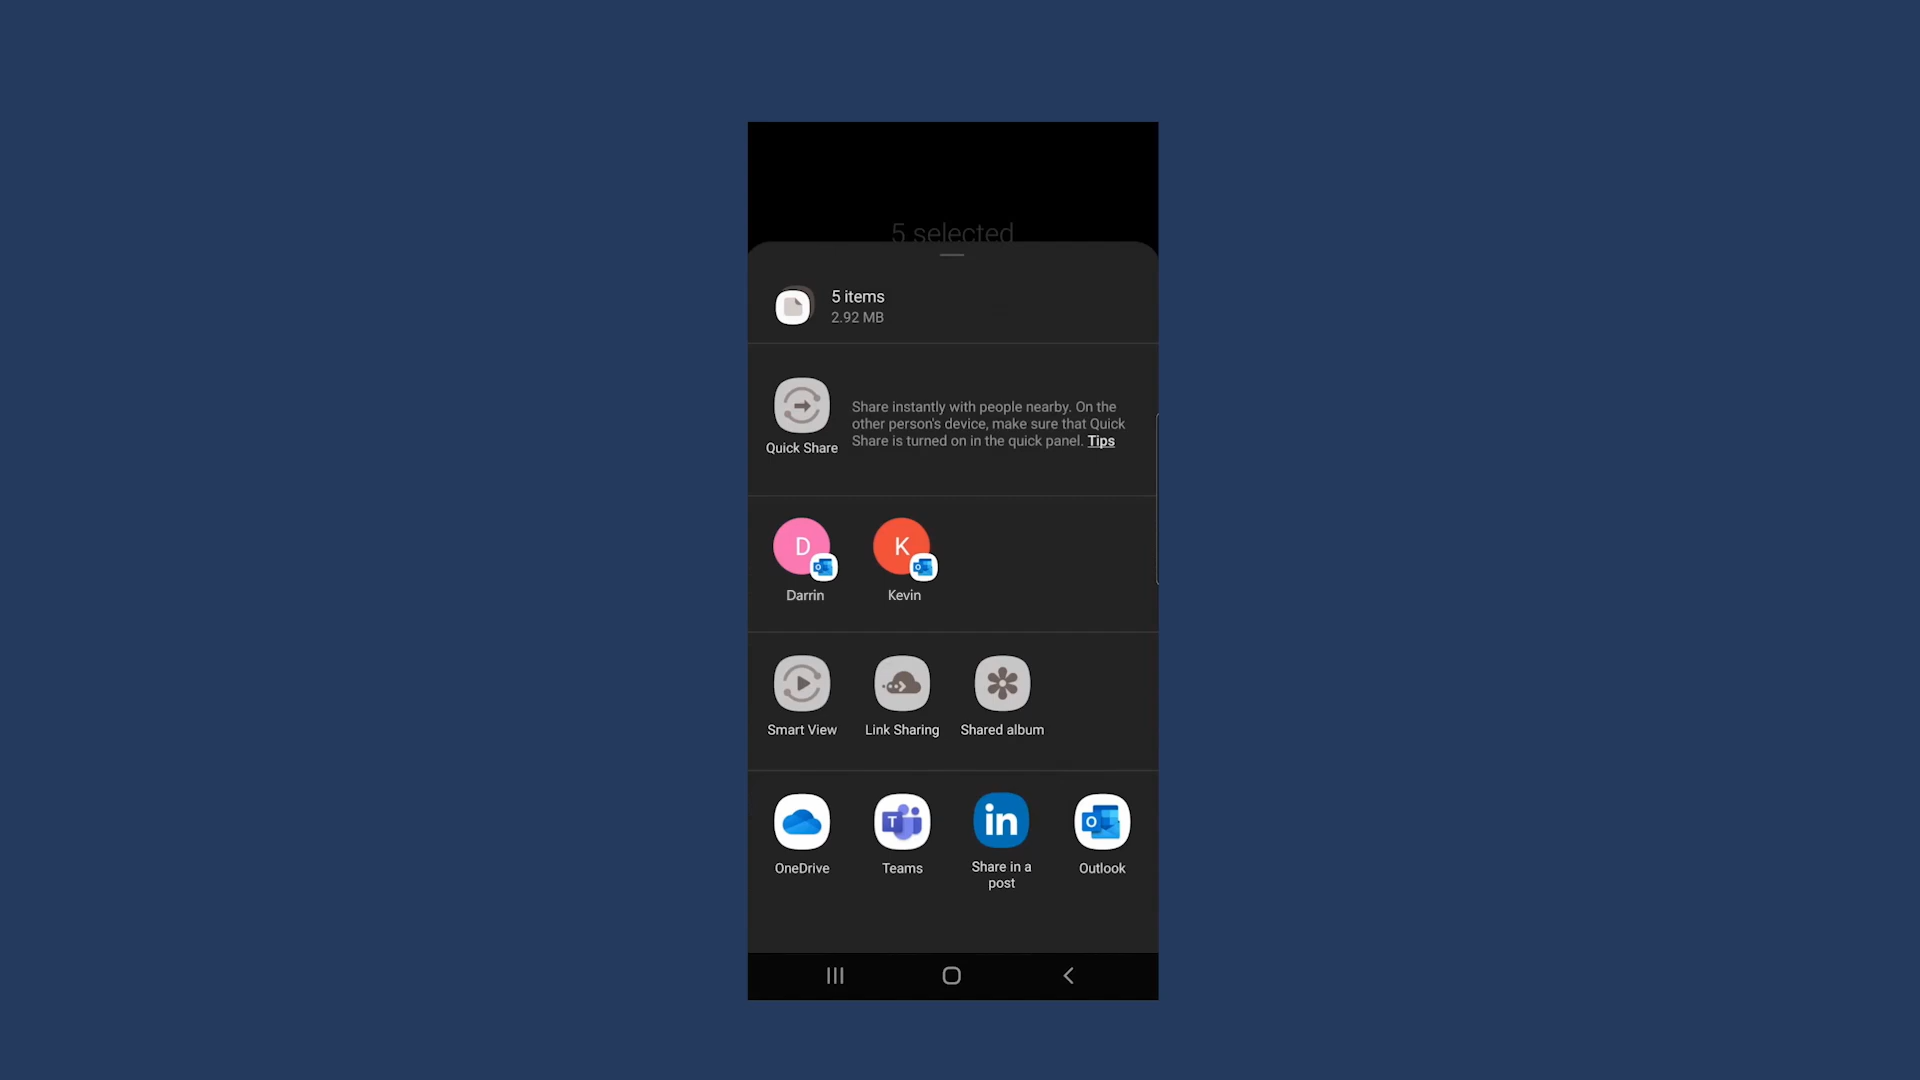 5 selected
5 items
2.92 MB
Share instantly with people nearby. On the
other person's device, make sure that Quick
Share is turned on in the quick panel. Tips
Quick Share
D
K
Darrin
Kevin
Smart View
Link Sharing
Shared album
T
in
O
OneDrive
Teams
Share in a
post
Outlook